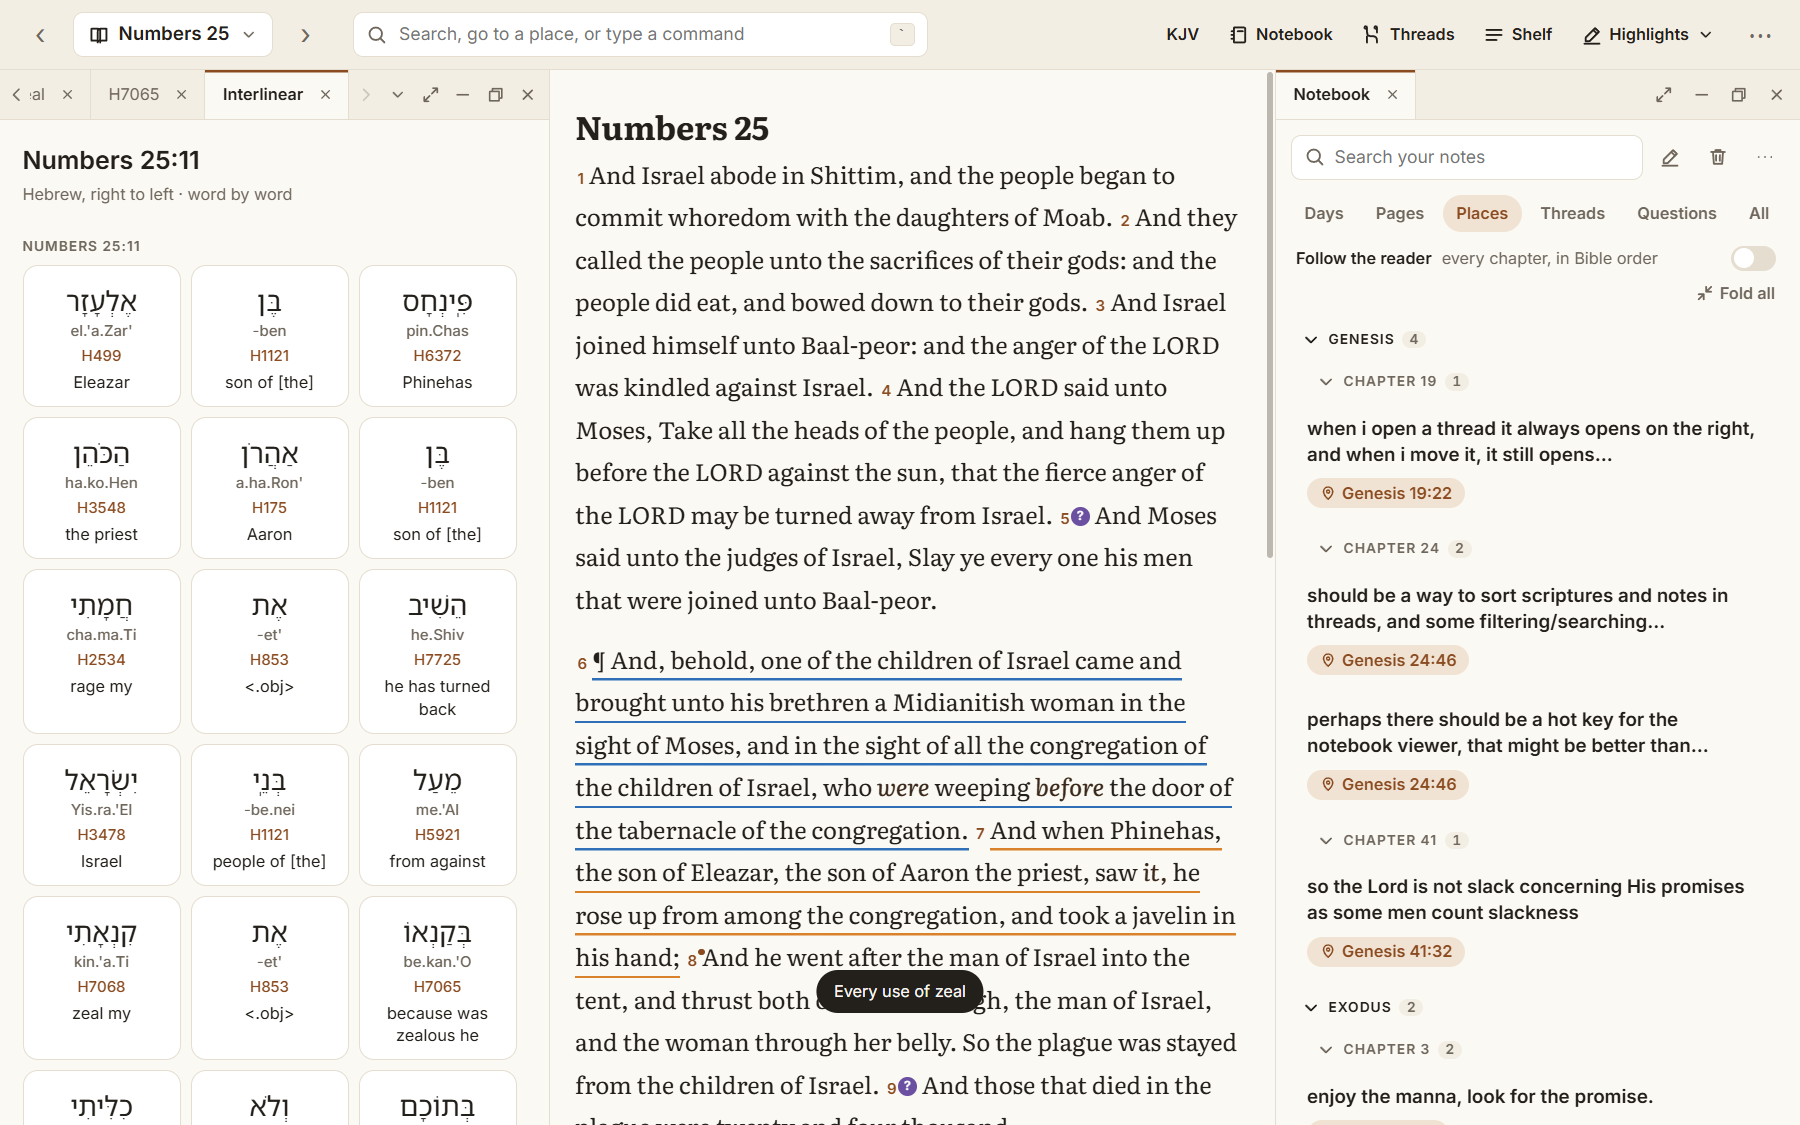 Numbers 25
Search, go to a place, or type a command
`
KJV
Notebook
Threads
Shelf
Highlights
H7065
Interlinear
Numbers 25:11
Hebrew, right to left · word by word
NUMBERS 25:11
אֶלְעָזָר
בֶּן
פִּינְחָס
el.'a.Zar'
-ben
pin.Chas
H499
H1121
H6372
Eleazar
son of [the]
Phinehas
הַכֹּהֵן
אַהֲרֹן
בֶּן
ha.ko.Hen
a.ha.Ron'
-ben
H3548
H175
H1121
the priest
Aaron
son of [the]
חֲמָתִי
אֶת
הֵשִׁיב
cha.ma.Ti
-et'
he.Shiv
H2534
H853
H7725
rage my
<.obj>
he has turned
back
יִשְׂרָאֵל
בְּנֵי
מֵעַל
Yis.ra.'El
-be.nei
me.'Al
H3478
H1121
H5921
Israel
people of [the]
from against
קִנְאָתִי
אֶת
בְּקַנְאוֹ
kin.'a.Ti
-et'
be.kan.'O
H7068
H853
H7065
zeal my
<.obj>
because was
zealous he
כִלִּיתִי
וְלֹא
בְּתוֹכָם
Numbers 25
1 And Israel abode in Shittim, and the people began to
commit whoredom with the daughters of Moab. 2 And they
called the people unto the sacrifices of their gods: and the
people did eat, and bowed down to their gods. 3 And Israel
joined himself unto Baal-peor: and the anger of the LORD
was kindled against Israel. 4 And the LORD said unto
Moses, Take all the heads of the people, and hang them up
before the LORD against the sun, that the fierce anger of
the LORD may be turned away from Israel. 5 ? And Moses
said unto the judges of Israel, Slay ye every one his men
that were joined unto Baal-peor.
6 ¶ And, behold, one of the children of Israel came and
brought unto his brethren a Midianitish woman in the
sight of Moses, and in the sight of all the congregation of
the children of Israel, who were weeping before the door of
the tabernacle of the congregation. 7 And when Phinehas,
the son of Eleazar, the son of Aaron the priest, saw it, he
rose up from among the congregation, and took a javelin in
his hand; 8 And he went after the man of Israel into the
tent, and thrust both the man of Israel,
Every use of zeal
and the woman through her belly. So the plague was stayed
from the children of Israel. 9 ? And those that died in the
Notebook
Search your notes
Days
Pages
Places
Threads
Questions
All
Follow the reader every chapter, in Bible order
Fold all
GENESIS 4
CHAPTER 19 1
when i open a thread it always opens on the right,
and when i move it, it still opens...
Genesis 19:22
CHAPTER 24 2
should be a way to sort scriptures and notes in
threads, and some filtering/searching...
Genesis 24:46
perhaps there should be a hot key for the
notebook viewer, that might be better than...
Genesis 24:46
CHAPTER 41 1
so the Lord is not slack concerning His promises
as some men count slackness
Genesis 41:32
EXODUS 2
CHAPTER 3 2
enjoy the manna, look for the promise.